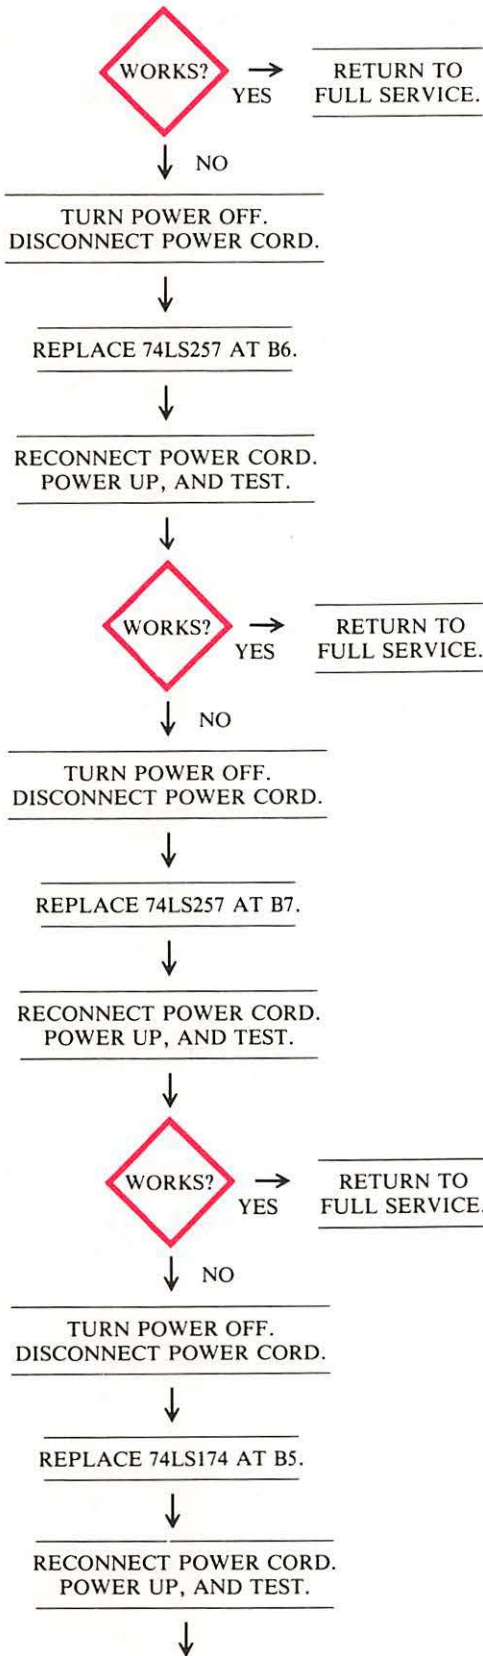 WORKS?
YES
RETURN TO
FULL SERVICE.
NO
TURN POWER OFF.
DISCONNECT POWER CORD.
REPLACE 74LS257 AT B6.
RECONNECT POWER CORD.
POWER UP, AND TEST.
WORKS?
YES
RETURN TO
FULL SERVICE.
NO
TURN POWER OFF.
DISCONNECT POWER CORD.
REPLACE 74LS257 AT B7.
RECONNECT POWER CORD.
POWER UP, AND TEST.
WORKS?
YES
RETURN TO
FULL SERVICE.
NO
TURN POWER OFF.
DISCONNECT POWER CORD.
REPLACE 74LS174 AT B5.
RECONNECT POWER CORD.
POWER UP, AND TEST.